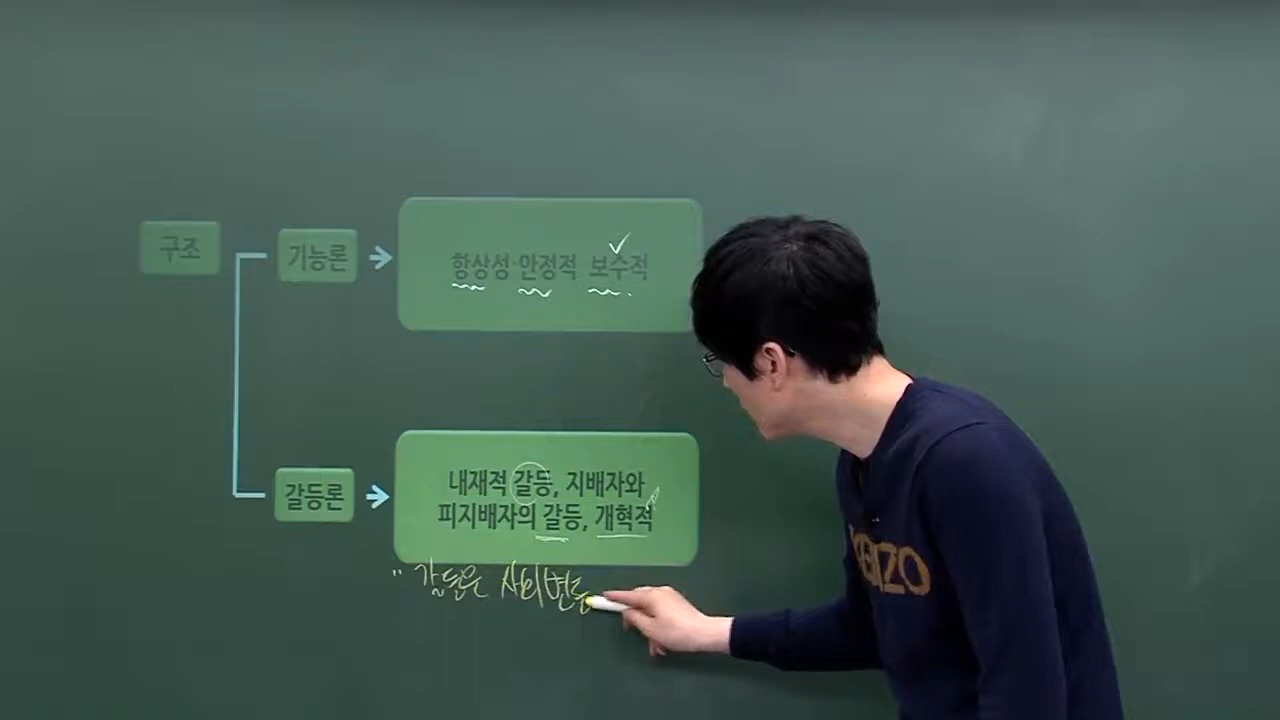 구조
기능론
항상성·안정적 보수적
갈등론
내재적 갈등, 지배자와
피지배자의 갈등, 개혁적
" 갈등은 사회변동
KENZO